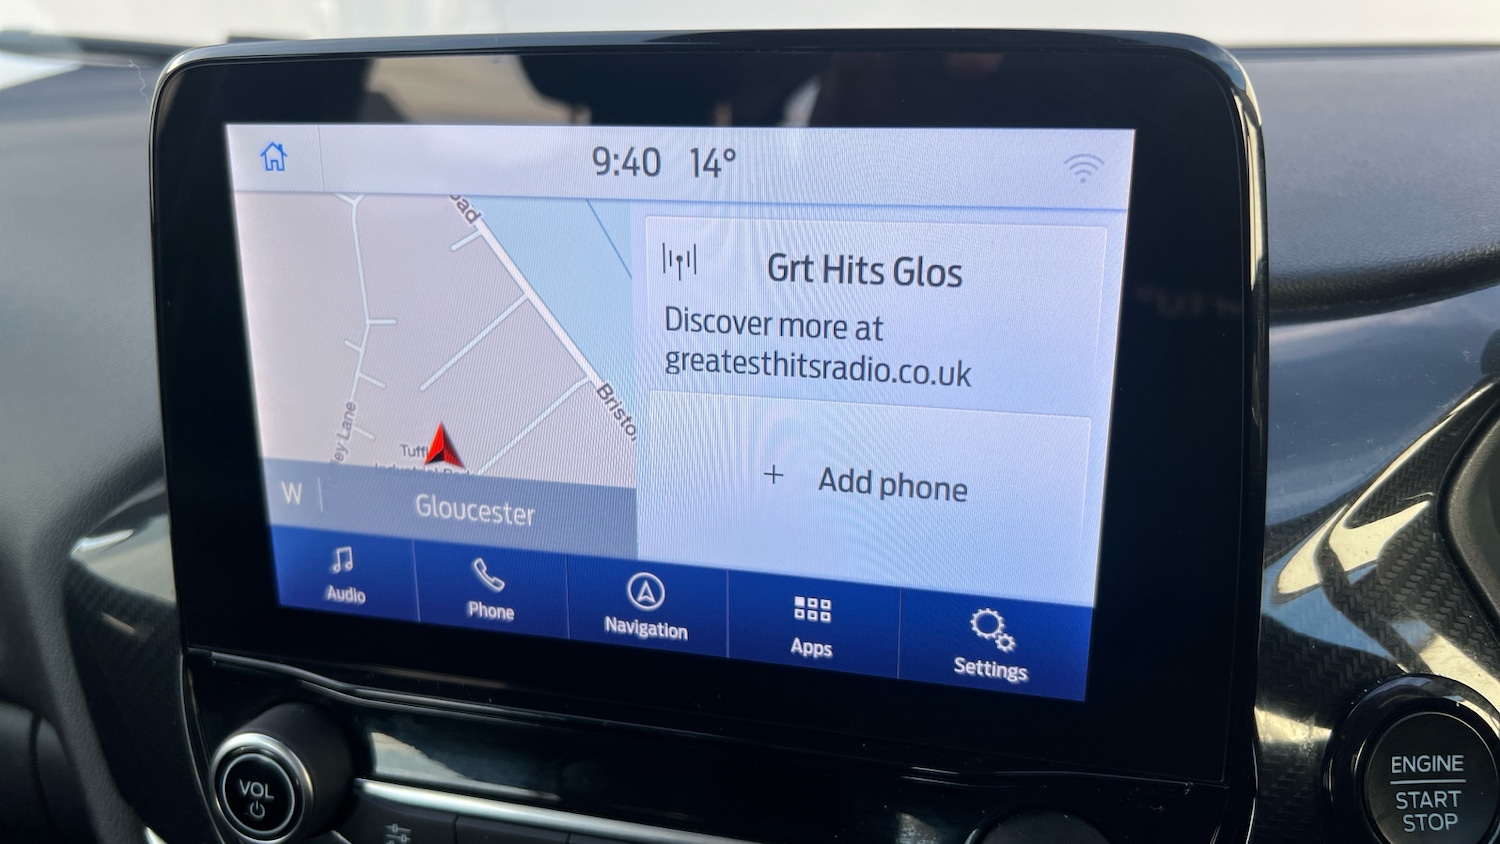 9:40 14°
Grt Hits Glos
Discover more at
greatesthitsradio.co.uk
Add phone
W
Gloucester
Audio
Phone
Navigation
Apps
Settings
VOL
ENGINE
START
STOP